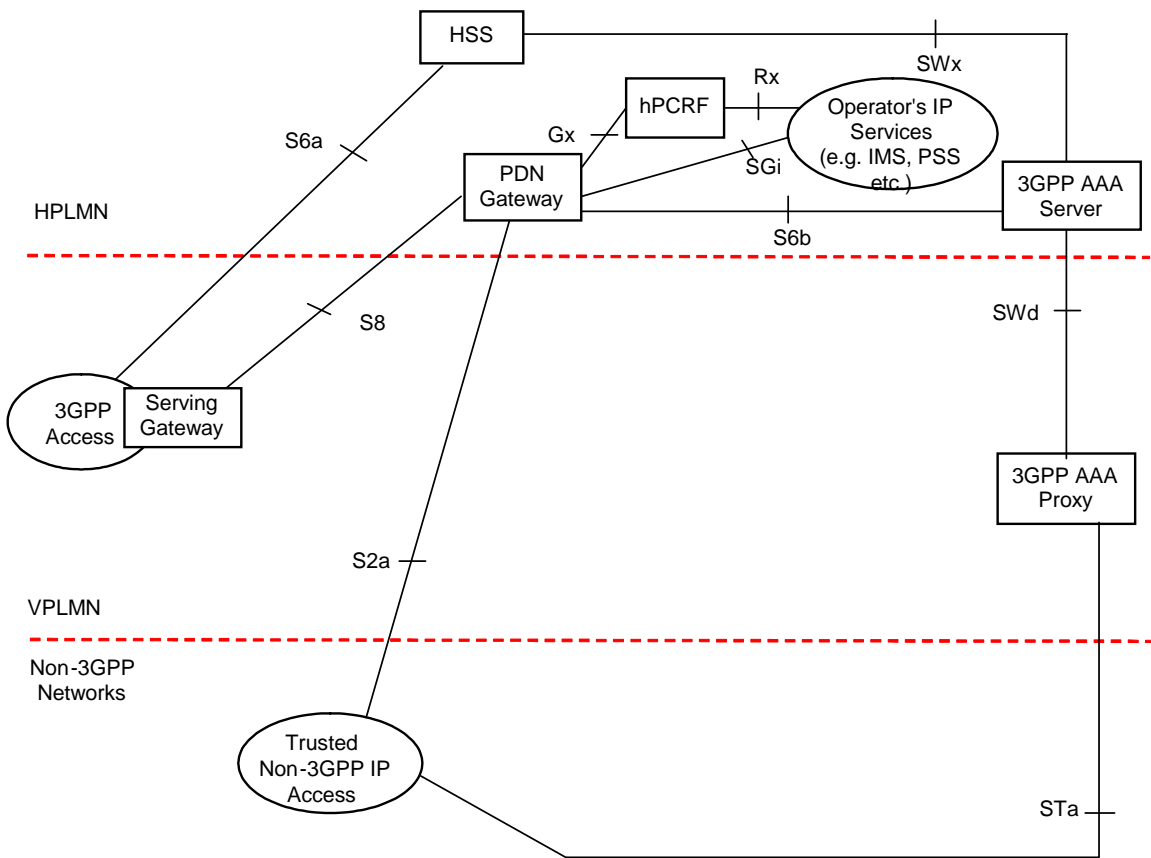 HSS
SWx
Rx
hPCRF
Operator's IP
Services
(e.g. IMS, PSS
etc.)
Gx
S6a
SGi
PDN
Gateway
3GPP AAA
Server
HPLMN
S6b
SWd
S8
3GPP
Access
Serving
Gateway
3GPP AAA
Proxy
S2a
VPLMN
Non-3GPP
Networks
Trusted
Non-3GPP IP
Access
STa